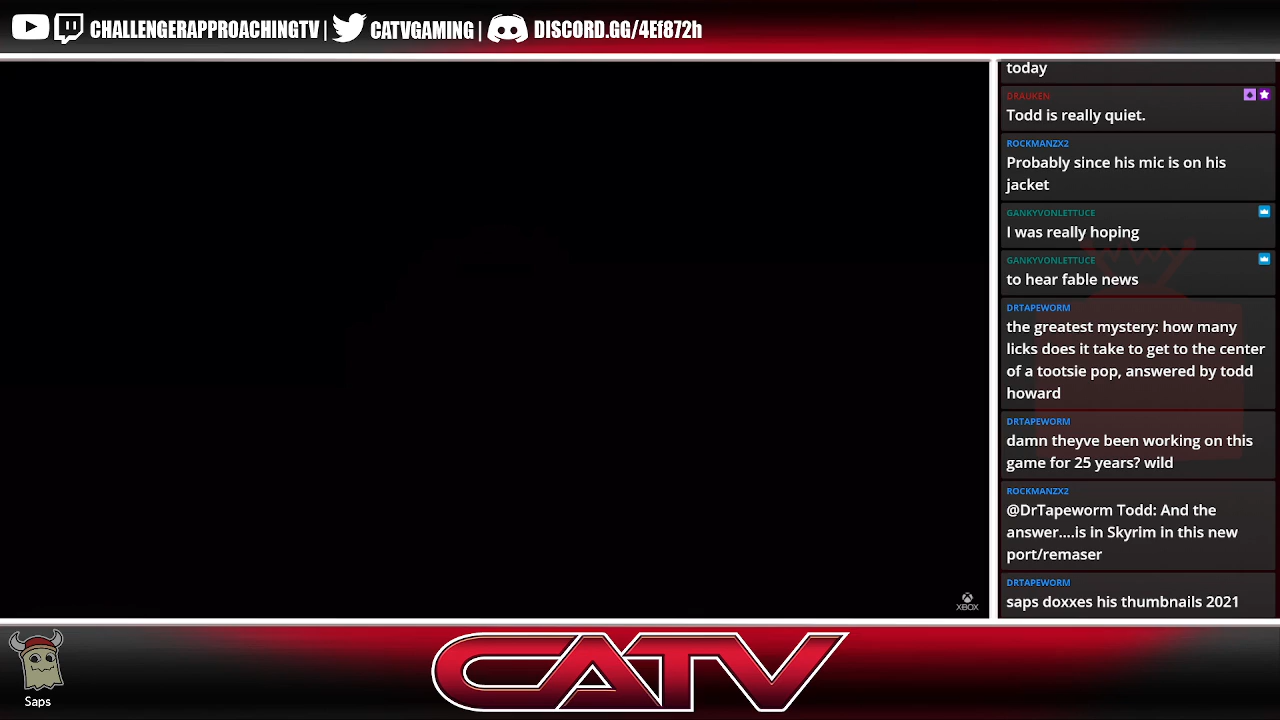 CHALLENGERAPPROACHINGTV | CATVGAMING | DISCORD.GG/4Ef872h
today
DRAUKEN
Todd is really quiet.
ROCKMANZX2
Probably since his mic is on his
jacket
GANKYVONLETTUCE
I was really hoping
GANKYVONLETTUCE
to hear fable news
DRTAPEWORM
the greatest mystery: how many
licks does it take to get to the center
of a tootsie pop, answered by todd
howard
DRTAPEWORM
damn theyve been working on this
game for 25 years? wild
ROCKMANZX2
@DrTapeworm Todd: And the
answer....is in Skyrim in this new
port/remaser
DRTAPEWORM
saps doxxes his thumbnails 2021
XBOX
Saps
CATV